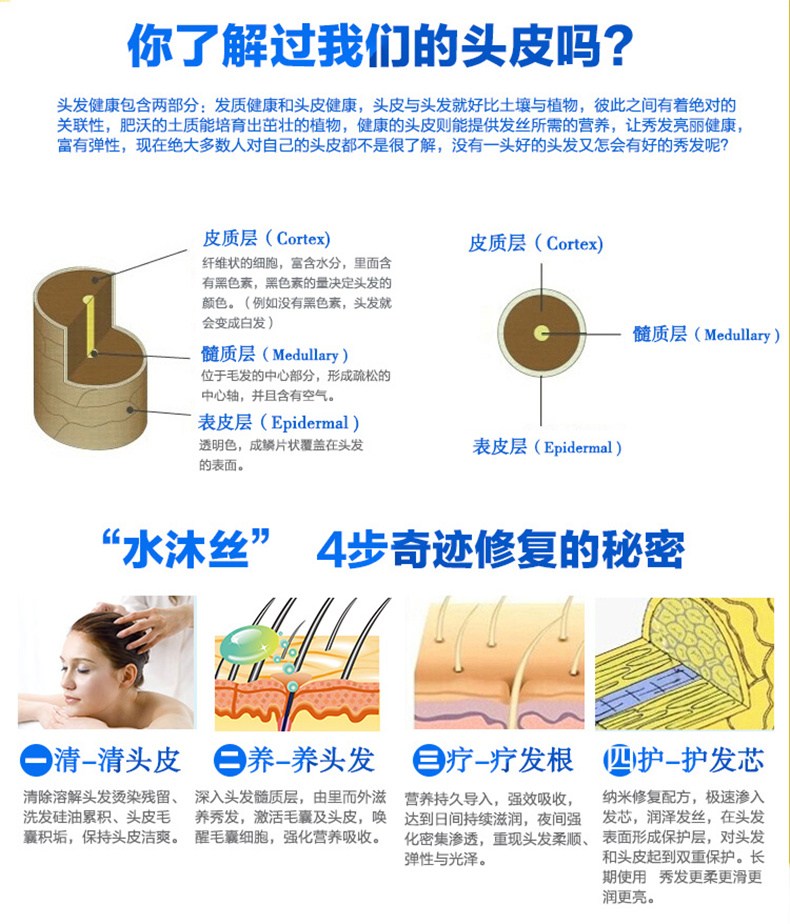 你了解过我们的头皮吗?
头发健康包含两部分：发质健康和头皮健康，头皮与头发就好比土壤与植物，彼此之间有着绝对的
关联性，肥沃的土质能培育出茁壮的植物，健康的头皮则能提供发丝所需的营养，让秀发亮丽健康，
富有弹性，现在绝大多数人对自己的头皮都不是很了解，没有一头好的头发又怎会有好的秀发呢?
皮质层（Cortex)
纤维状的细胞，富含水分，里面含
有黑色素，黑色素的量决定头发的
颜色。（例如没有黑色素，头发就
会变成白发）
髓质层（Medullary）
位于毛发的中心部分，形成疏松的
中心轴，并且含有空气。
表皮层（Epidermal）
透明色，成鳞片状覆盖在头发
的表面。
皮质层（Cortex)
髓质层（Medullary）
表皮层（Epidermal）
“水沐丝” 4步奇迹修复的秘密
一清-清头皮
清除溶解头发烫染残留、
洗发硅油累积、头皮毛
囊积垢，保持头皮洁爽。
二养-养头发
深入头发髓质层，由里而外滋
养秀发，激活毛囊及头皮，唤
醒毛囊细胞，强化营养吸收。
三疗-疗发根
营养持久导入，强效吸收，
达到日间持续滋润，夜间强
化密集渗透，重现头发柔顺、
弹性与光泽。
四护-护发芯
纳米修复配方，极速渗入
发芯，润泽发丝，在头发
表面形成保护层，对头发
和头皮起到双重保护。长
期使用 秀发更柔更滑更
润更亮。